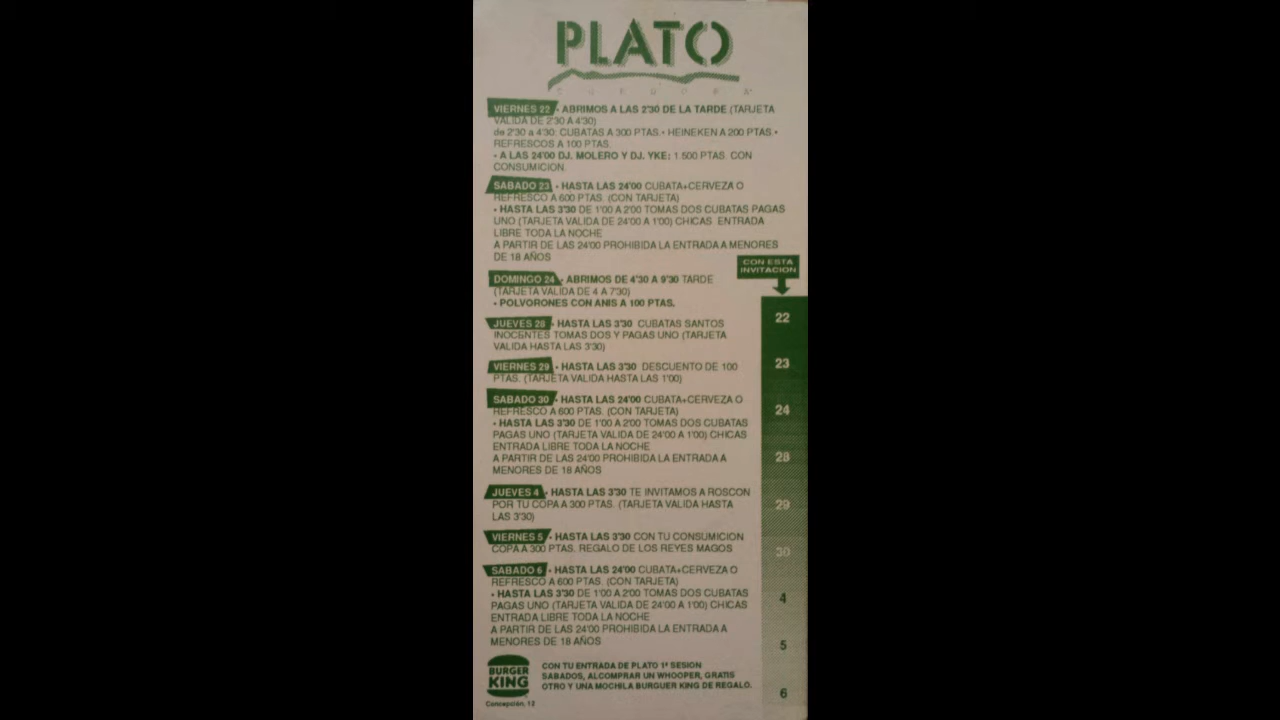 PLATO
CORDOBA
VIERNES 22 • ABRIMOS A LAS 2'30 DE LA TARDE (TARJETA
VALIDA DE 2'30 A 4'30)
de 2'30 a 4'30: CUBATAS A 300 PTAS.• HEINEKEN A 200 PTAS •
REFRESCOS A 100 PTAS.
• A LAS 24'00 DJ. MOLERO Y DJ. YKE: 1.500 PTAS. CON
CONSUMICION.
SABADO 23 • HASTA LAS 24'00 CUBATA+CERVEZA O
REFRESCO A 600 PTAS. (CON TARJETA)
• HASTA LAS 3'30 DE 1'00 A 2'00 TOMAS DOS CUBATAS PAGAS
UNO (TARJETA VALIDA DE 24'00 A 1'00) CHICAS ENTRADA
LIBRE TODA LA NOCHE
A PARTIR DE LAS 24'00 PROHIBIDA LA ENTRADA A MENORES
DE 18 AÑOS
CON ESTA
INVITACION
DOMINGO 24 • ABRIMOS DE 4'30 A 9'30 TARDE
(TARJETA VALIDA DE 4 A 7'30)
• POLVORONES CON ANIS A 100 PTAS.
JUEVES 28 • HASTA LAS 3'30 CUBATAS SANTOS
INOCENTES TOMAS DOS Y PAGAS UNO (TARJETA
VALIDA HASTA LAS 3'30)
VIERNES 29 • HASTA LAS 3'30 DESCUENTO DE 100
PTAS. (TARJETA VALIDA HASTA LAS 1'00)
SABADO 30 • HASTA LAS 24'00 CUBATA+CERVEZA O
REFRESCO A 600 PTAS. (CON TARJETA)
• HASTA LAS 3'30 DE 1'00 A 2'00 TOMAS DOS CUBATAS
PAGAS UNO (TARJETA VALIDA DE 24'00 A 1'00) CHICAS
ENTRADA LIBRE TODA LA NOCHE
A PARTIR DE LAS 24'00 PROHIBIDA LA ENTRADA A
MENORES DE 18 AÑOS
JUEVES 4 • HASTA LAS 3'30 TE INVITAMOS A ROSCON
POR TU COPA A 300 PTAS. (TARJETA VALIDA HASTA
LAS 3'30)
VIERNES 5 • HASTA LAS 3'30 CON TU CONSUMICION
COPA A 300 PTAS. REGALO DE LOS REYES MAGOS
SABADO 6 • HASTA LAS 24'00 CUBATA+CERVEZA O
REFRESCO A 600 PTAS. (CON TARJETA)
• HASTA LAS 3'30 DE 1'00 A 2'00 TOMAS DOS CUBATAS
PAGAS UNO (TARJETA VALIDA DE 24'00 A 1'00) CHICAS
ENTRADA LIBRE TODA LA NOCHE
A PARTIR DE LAS 24'00 PROHIBIDA LA ENTRADA A
MENORES DE 18 AÑOS
22
23
24
28
29
30
4
5
6
BURGER
KING
Concepción, 12
CON TU ENTRADA DE PLATO 1ª SESION
SABADOS, ALCOMPRAR UN WHOOPER, GRATIS
OTRO Y UNA MOCHILA BURGUER KING DE REGALO.